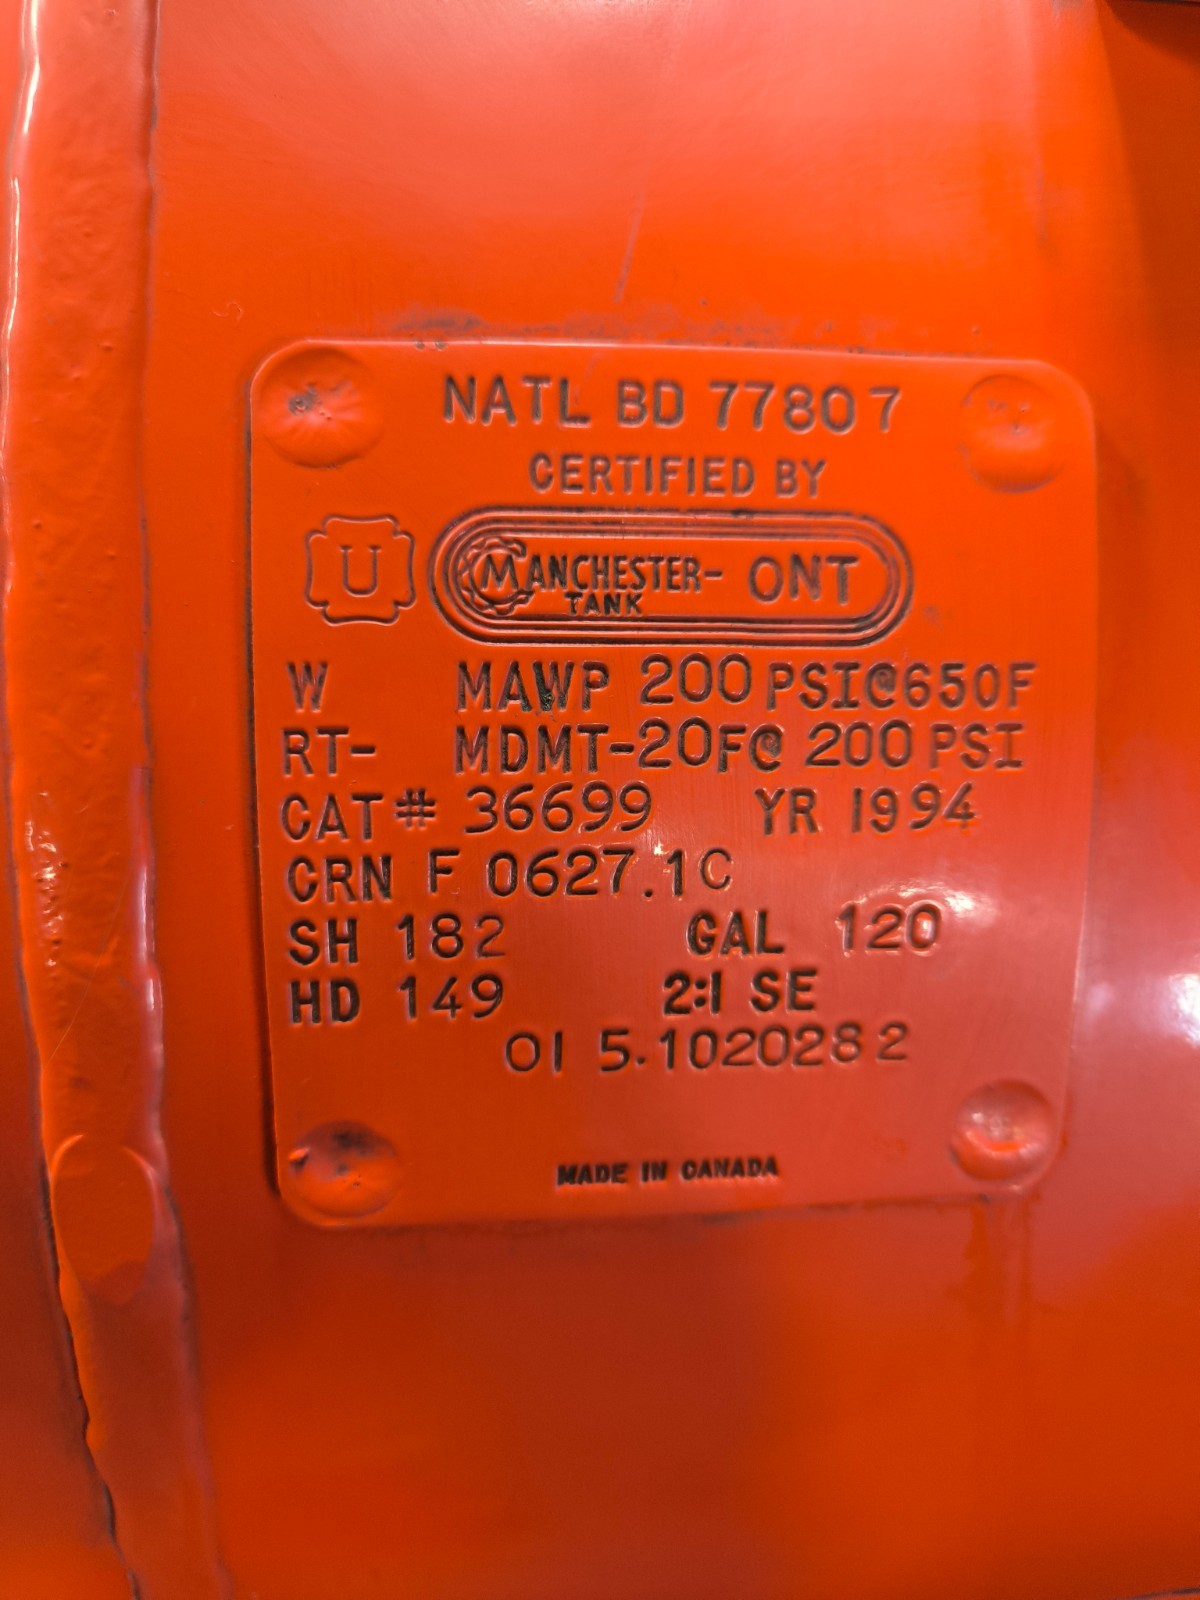 NATL BD 77807
CERTIFIED BY
U MANCHESTER- ONT
TANK
W MAWP 200 PSI@650F
RT- MDMT-20F@ 200 PSI
CAT# 36699 YR 1994
CRN F 0627.1C
SH 182 GAL 120
HD 149 2:1 SE
OI 5.1020282
MADE IN CANADA